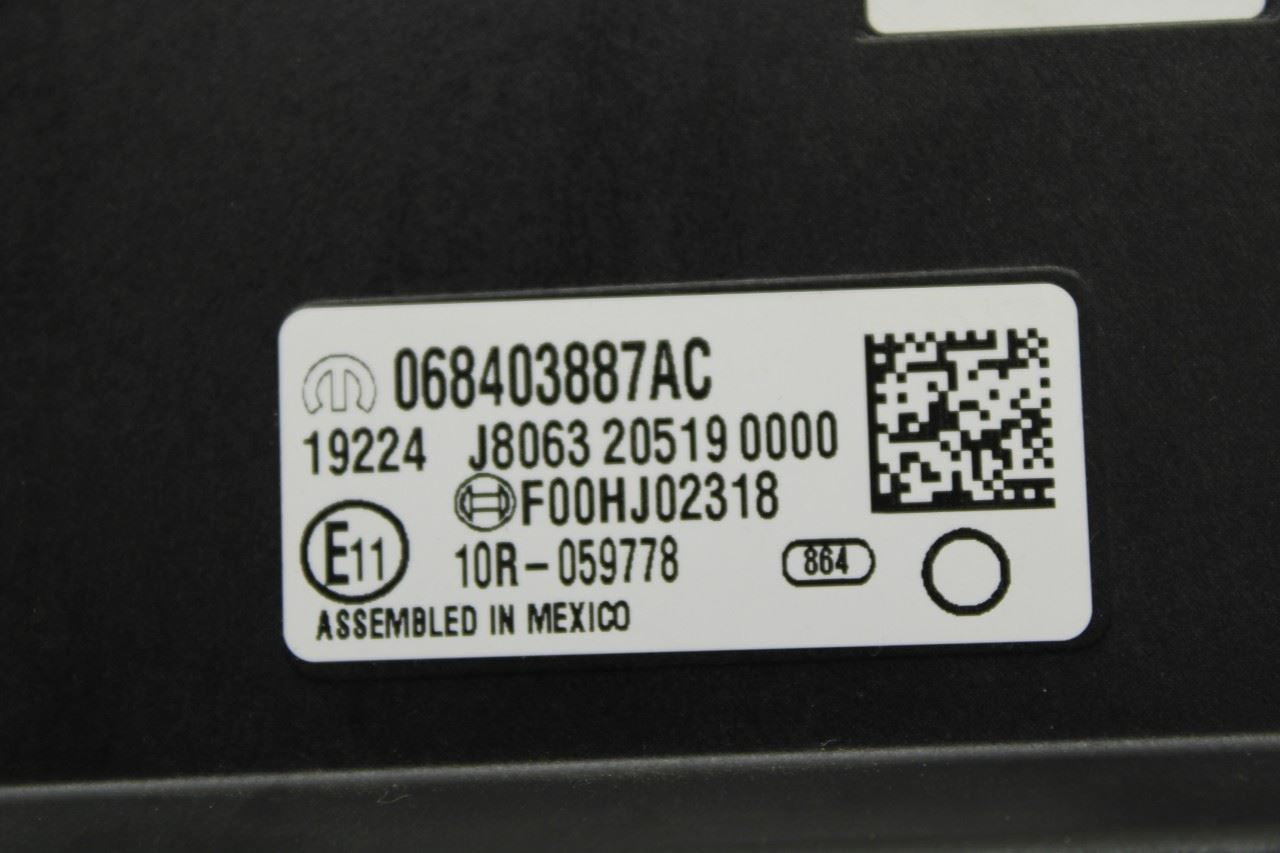 068403887AC
19224 J8063 20519 0000
F00HJ02318
E11 10R-059778 864
ASSEMBLED IN MEXICO